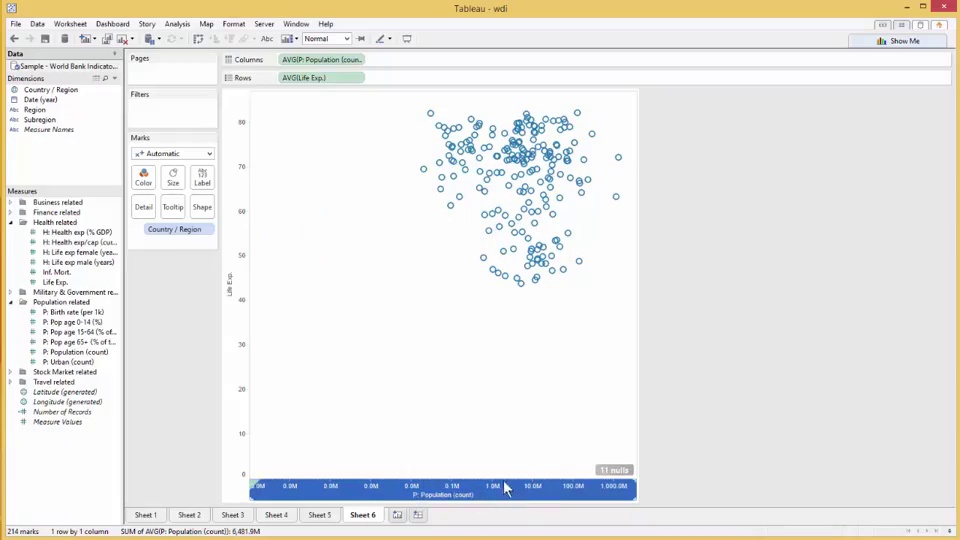 Tableau - wdi
File Data Worksheet Dashboard Story Analysis Map Format Server Window Help
Abc Normal Show Me
Data
Sample - World Bank Indicato...
Dimensions
Country / Region
Date (year)
Abc Region
Abc Subregion
Abc Measure Names
Measures
Business related
Finance related
Health related
H: Health exp (% GDP)
H: Health exp/cap (cur...
H: Life exp female (yea...
H: Life exp male (years)
Inf. Mort.
Life Exp.
Military & Government re...
Population related
P: Birth rate (per 1k)
P: Pop age 0-14 (%)
P: Pop age 15-64 (% of...
P: Pop age 65+ (% of t...
P: Population (count)
P: Urban (count)
Stock Market related
Travel related
Latitude (generated)
Longitude (generated)
Number of Records
Measure Values
Pages
Filters
Marks
Automatic
Color Size Label
Abc
123
Detail Tooltip Shape
Country / Region
Columns AVG(P: Population (coun..
Rows AVG(Life Exp.)
80
70
60
50
40
30
20
10
0
Life Exp.
11 nulls
0.0M 0.0M 0.0M 0.0M 0.1M 1.0M 10.0M 100.0M 1,000.0M
P: Population (count)
Sheet 1 Sheet 2 Sheet 3 Sheet 4 Sheet 5 Sheet 6
214 marks 1 row by 1 column SUM of AVG(P: Population (count)): 6,481.9M